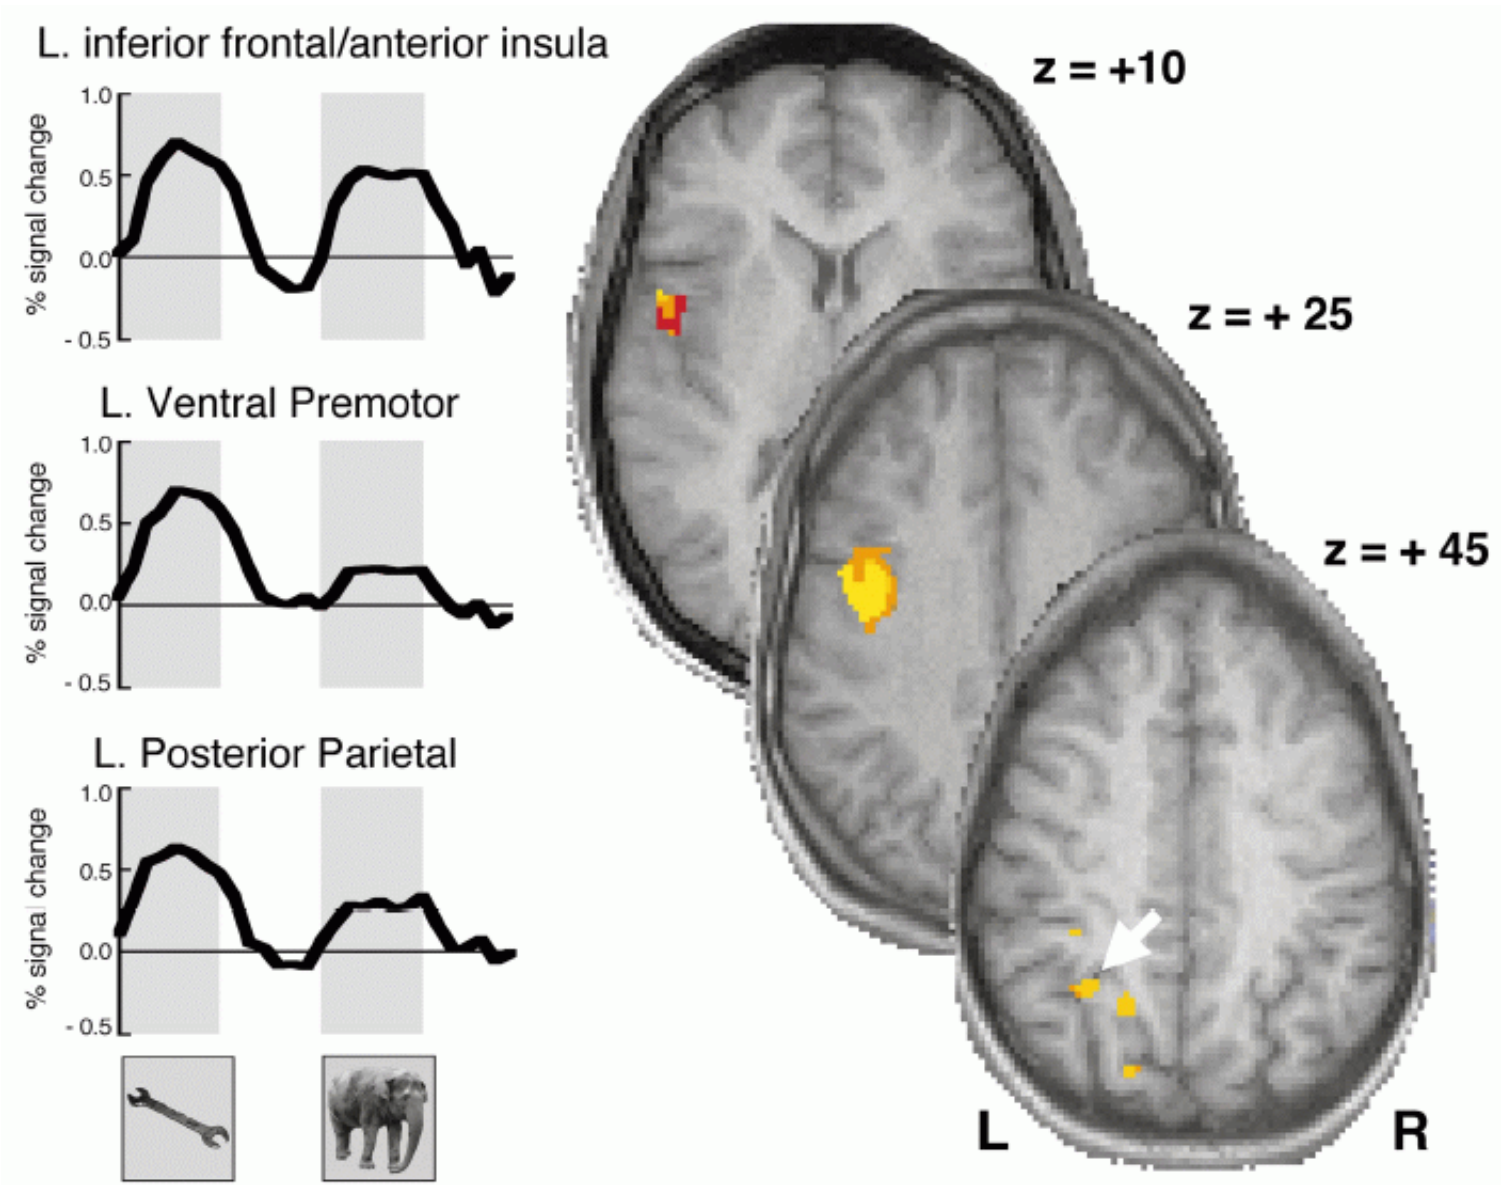 L. inferior frontal/anterior insula
% signal change
1.0
0.5
0.0
- 0.5
L. Ventral Premotor
% signal change
1.0
0.5
0.0
- 0.5
L. Posterior Parietal
% signal change
1.0
0.5
0.0
- 0.5
z = +10
z = + 25
z = + 45
L
R